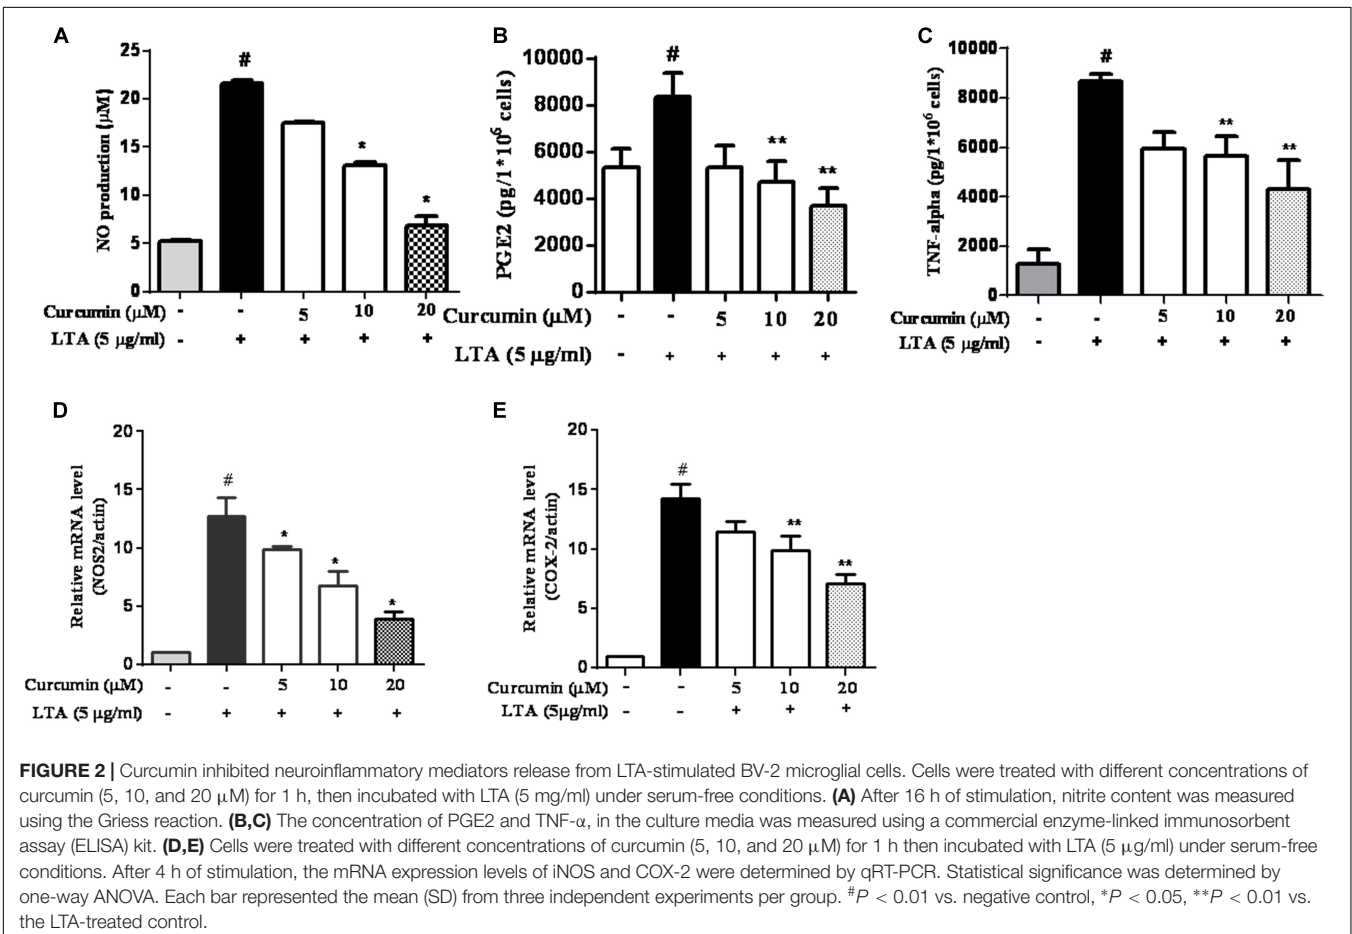 A
NO production (μM)
#
*
*
25
20
15
10
5
0
Curcumin (μM) - - 5 10 20
LTA (5 μg/ml) - + + + +
B
PGE2 (pg/1*10⁶ cells)
#
**
**
10000
8000
6000
4000
2000
0
Curcumin (μM) - - 5 10 20
LTA (5 μg/ml) - + + + +
C
TNF-alpha (pg/1*10⁶ cells)
#
**
**
10000
8000
6000
4000
2000
0
Curcumin (μM) - - 5 10 20
LTA (5 μg/ml) - + + + +
D
Relative mRNA level
(NOS2/actin)
#
*
*
*
20
15
10
5
0
Curcumin (μM) - - 5 10 20
LTA (5 μg/ml) - + + + +
E
Relative mRNA level
(COX-2/actin)
#
**
**
20
15
10
5
0
Curcumin (μM) - - 5 10 20
LTA (5μg/ml) - - + + +
FIGURE 2 | Curcumin inhibited neuroinflammatory mediators release from LTA-stimulated BV-2 microglial cells. Cells were treated with different concentrations of
curcumin (5, 10, and 20 μM) for 1 h, then incubated with LTA (5 mg/ml) under serum-free conditions. (A) After 16 h of stimulation, nitrite content was measured
using the Griess reaction. (B,C) The concentration of PGE2 and TNF-α, in the culture media was measured using a commercial enzyme-linked immunosorbent
assay (ELISA) kit. (D,E) Cells were treated with different concentrations of curcumin (5, 10, and 20 μM) for 1 h then incubated with LTA (5 μg/ml) under serum-free
conditions. After 4 h of stimulation, the mRNA expression levels of iNOS and COX-2 were determined by qRT-PCR. Statistical significance was determined by
one-way ANOVA. Each bar represented the mean (SD) from three independent experiments per group. #P < 0.01 vs. negative control, *P < 0.05, **P < 0.01 vs.
the LTA-treated control.